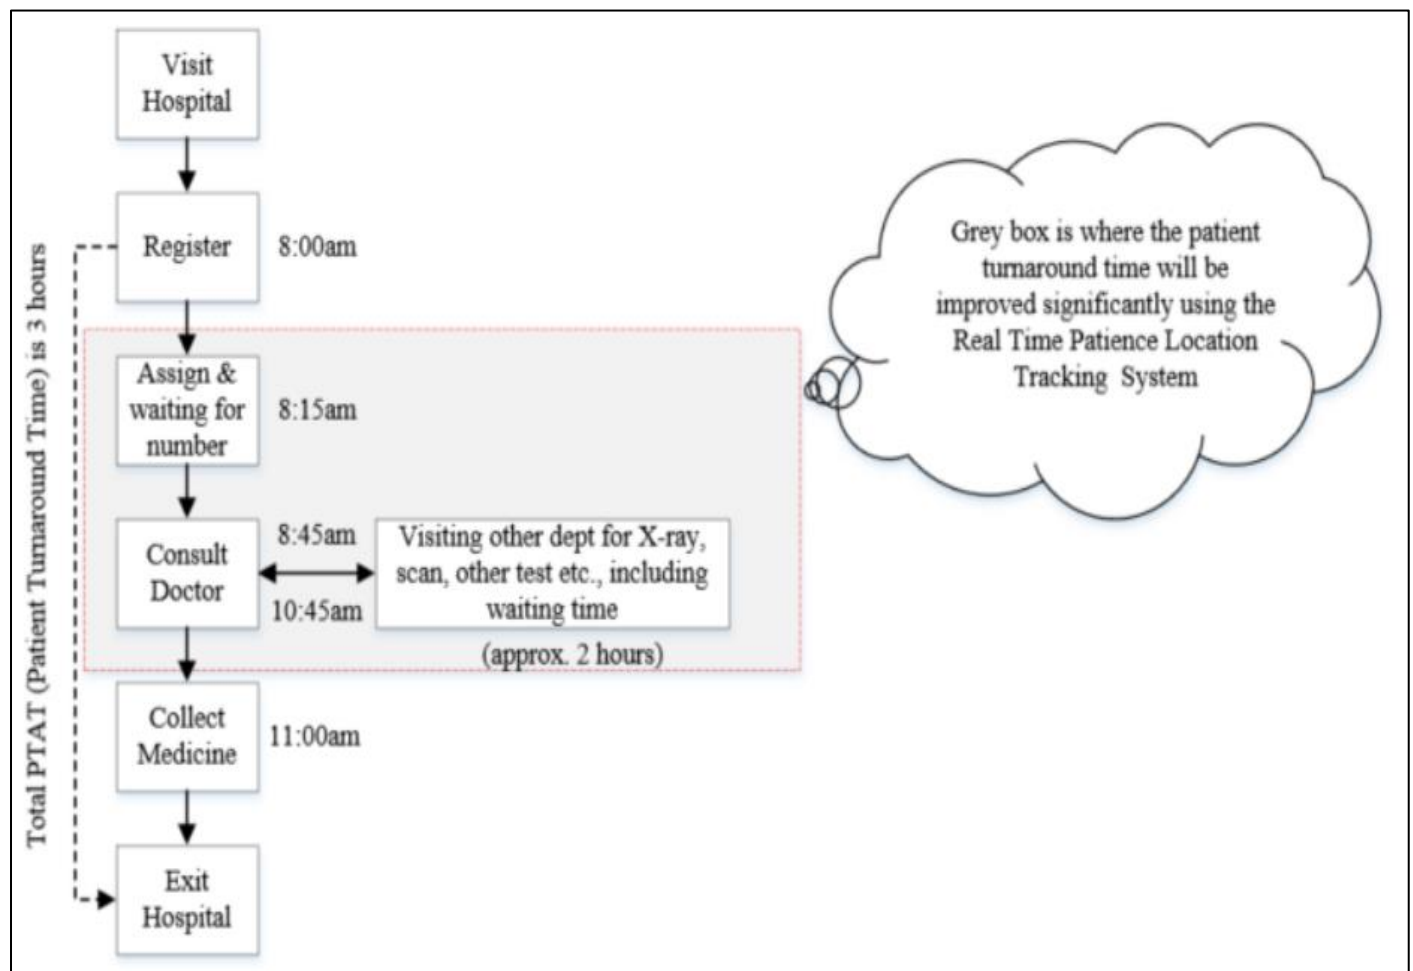 Visit
Hospital
Register
8:00am
Assign &
waiting for
number
8:15am
Consult
Doctor
8:45am
10:45am
Visiting other dept for X-ray,
scan, other test etc., including
waiting time
(approx. 2 hours)
Collect
Medicine
11:00am
Exit
Hospital
Total PTAT (Patient Turnaround Time) is 3 hours
Grey box is where the patient
turnaround time will be
improved significantly using the
Real Time Patience Location
Tracking System